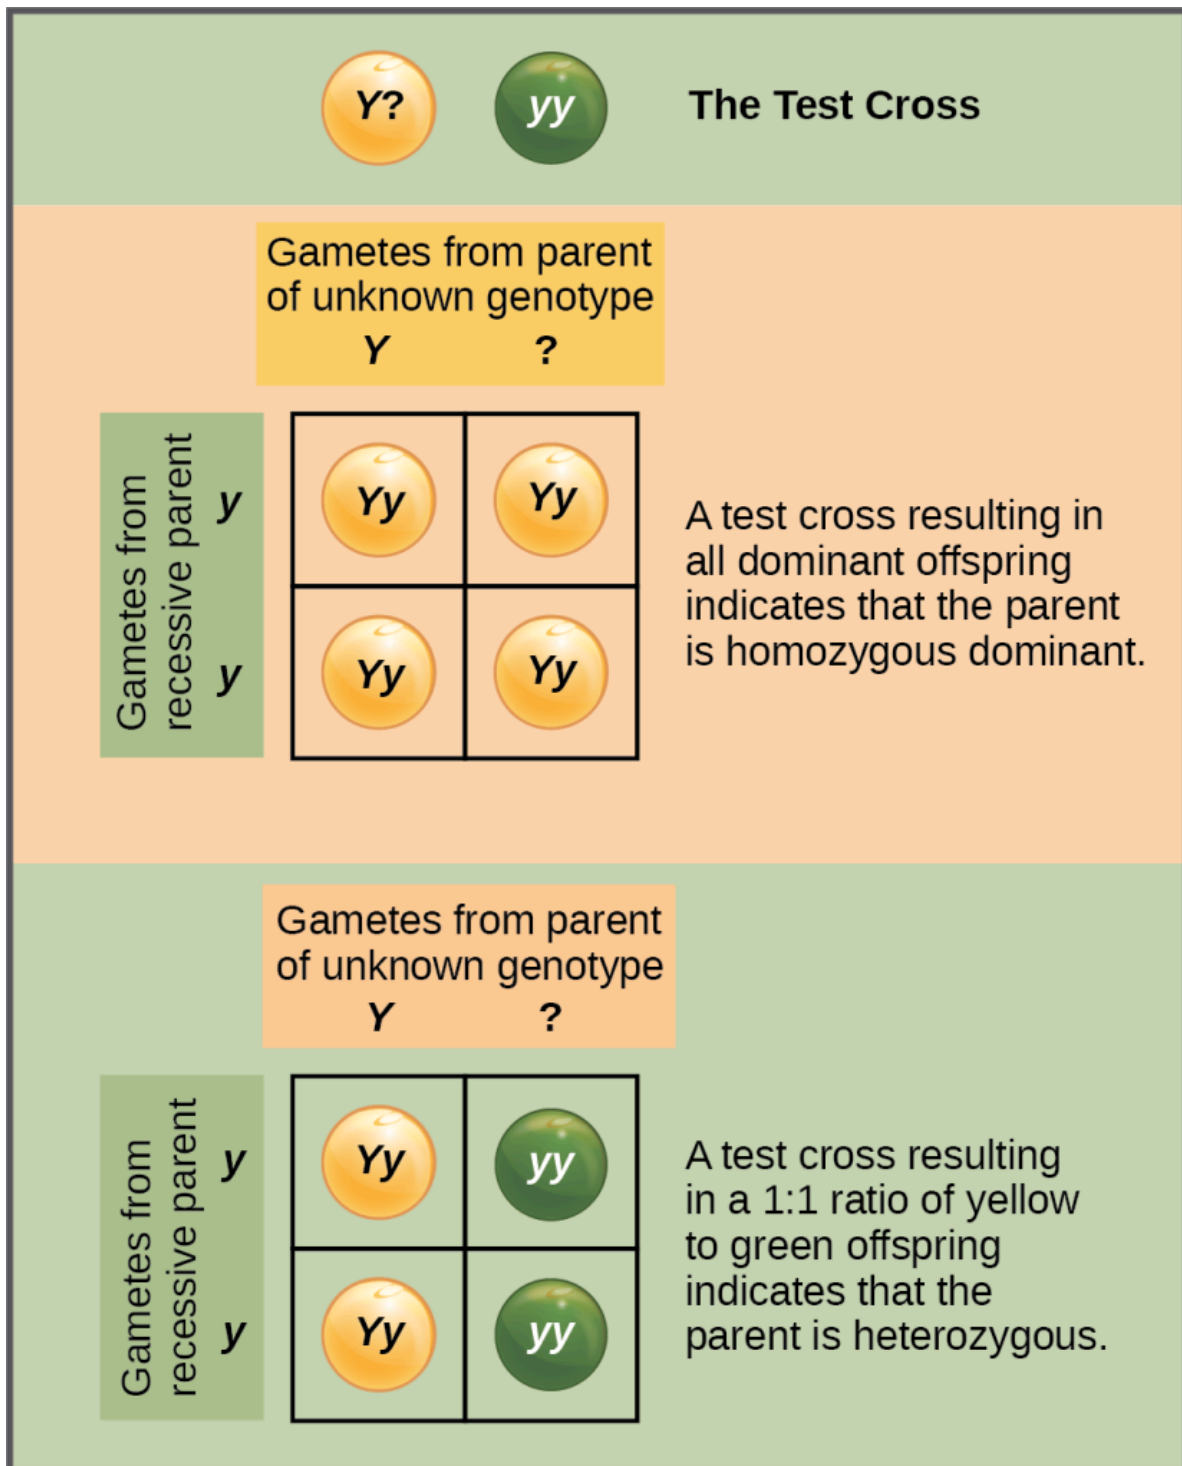 Y? yy The Test Cross
Gametes from parent
of unknown genotype
Y ?
Gametes from
recessive parent
y
y
Yy Yy
Yy Yy
A test cross resulting in
all dominant offspring
indicates that the parent
is homozygous dominant.
Gametes from parent
of unknown genotype
Y ?
Gametes from
recessive parent
y
y
Yy yy
Yy yy
A test cross resulting
in a 1:1 ratio of yellow
to green offspring
indicates that the
parent is heterozygous.